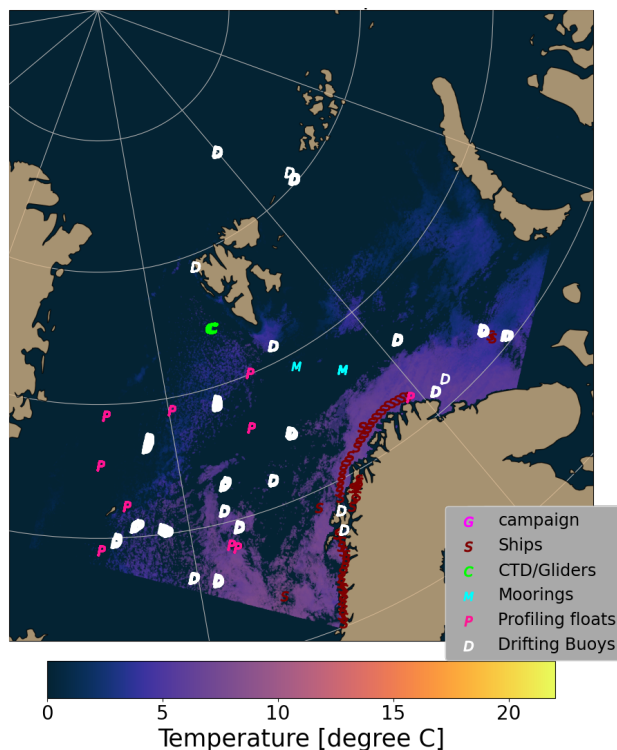 G campaign
S Ships
C CTD/Gliders
M Moorings
P Profiling floats
D Drifting Buoys
0 5 10 15 20
Temperature [degree C]